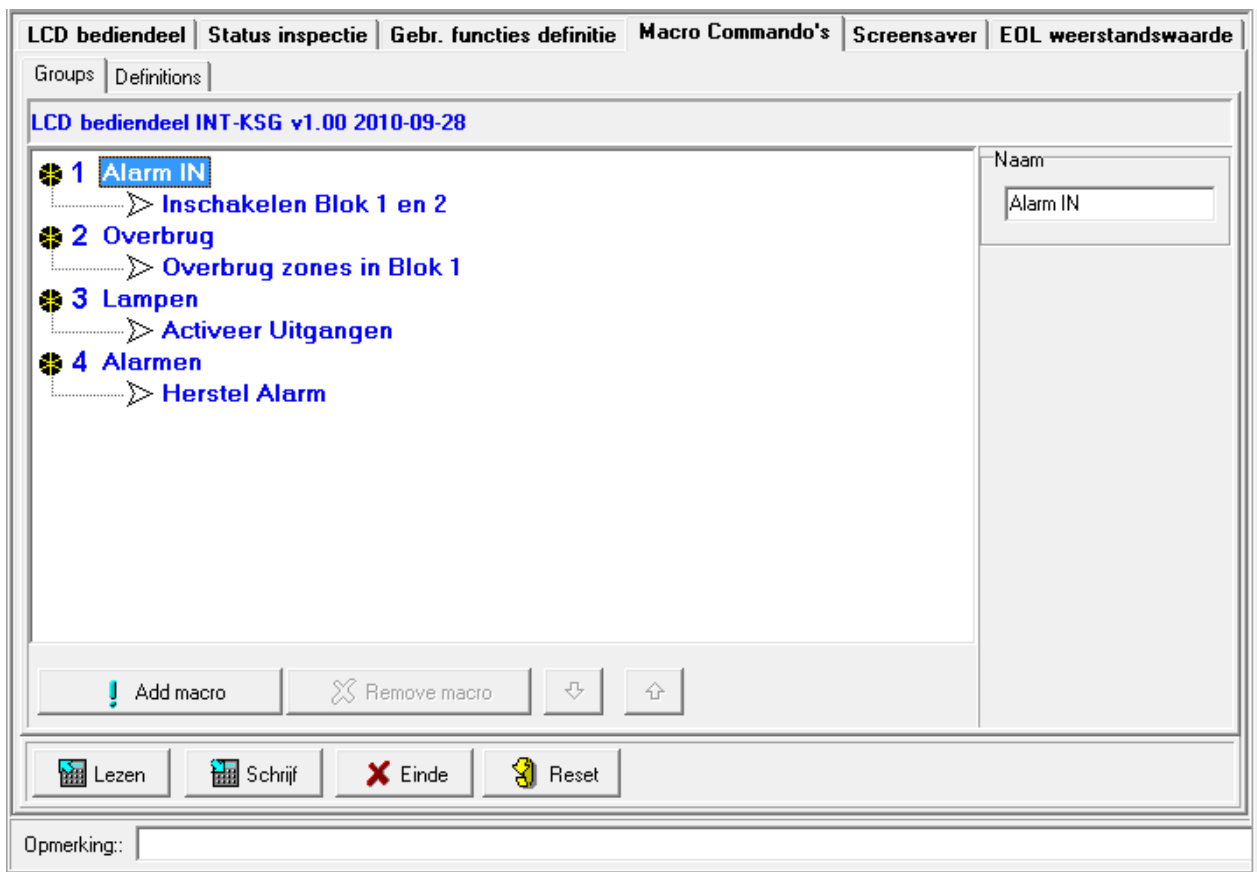 LCD bediendeel Status inspectie Gebr. functies definitie Macro Commando's Screensaver EOL weerstandswaarde
Groups Definitions
LCD bediendeel INT-KSG v1.00 2010-09-28
1 Alarm IN
Inschakelen Blok 1 en 2
2 Overbrug
Overbrug zones in Blok 1
3 Lampen
Activeer Uitgangen
4 Alarmen
Herstel Alarm
Naam
Alarm IN
Add macro Remove macro
Lezen Schrijf Einde Reset
Opmerking::